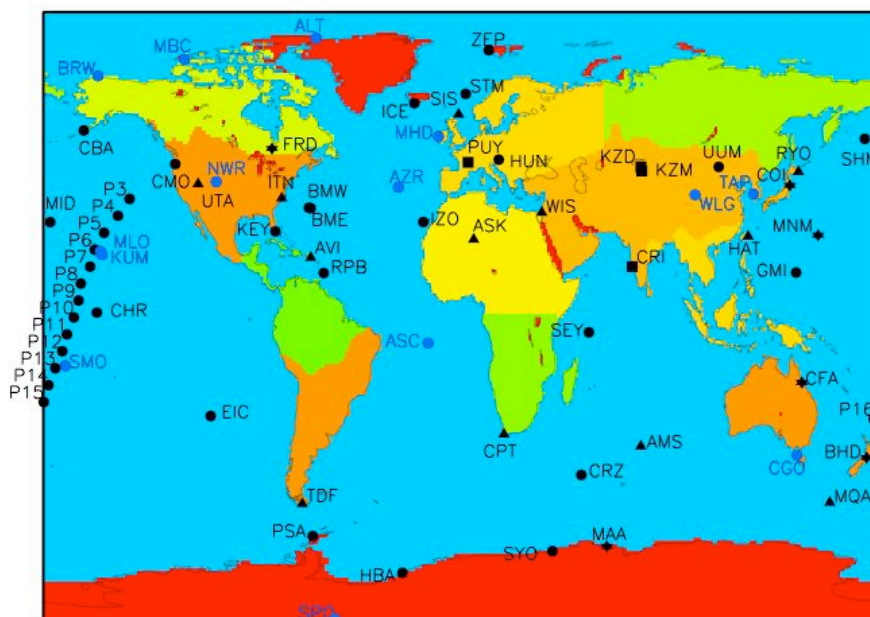 ALT
ZEP
MBC
BRW
STM
SIS
ICE
CBA
FRD
MHD
PUY
HUN
KZD
KZM
UUM
RYO
COI
SHM
CMO
NWR
ITN
UTA
AZR
TAP
WLG
MID
P3
P4
P5
P6
P7
P8
P9
P10
P11
P12
P13
P14
P15
BMW
BME
IZO
ASK
WIS
MLO
KUM
KEY
AVI
RPB
HAT
MNM
CRI
GMI
CHR
ASC
SEY
SMO
CFA
EIC
P16
CPT
AMS
BHD
CGO
CRZ
TDF
MQA
PSA
MAA
SYO
HBA
SPO